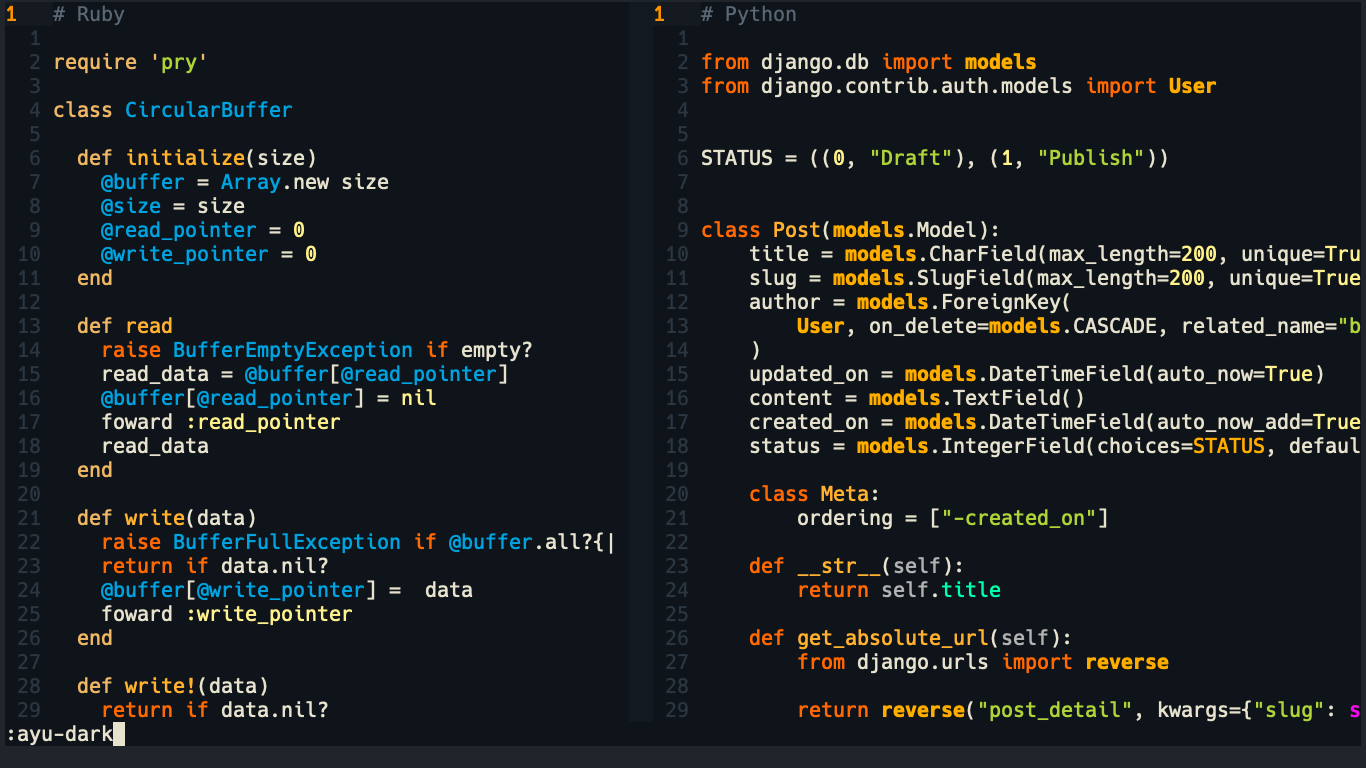 1 # Ruby
1
2 require 'pry'
3
4 class CircularBuffer
5
6 def initialize(size)
7 @buffer = Array.new size
8 @size = size
9 @read_pointer = 0
10 @write_pointer = 0
11 end
12
13 def read
14 raise BufferEmptyException if empty?
15 read_data = @buffer[@read_pointer]
16 @buffer[@read_pointer] = nil
17 foward :read_pointer
18 read_data
19 end
20
21 def write(data)
22 raise BufferFullException if @buffer.all?{|
23 return if data.nil?
24 @buffer[@write_pointer] =  data
25 foward :write_pointer
26 end
27
28 def write!(data)
29 return if data.nil?
1 # Python
1
2 from django.db import models
3 from django.contrib.auth.models import User
4
5
6 STATUS = ((0, "Draft"), (1, "Publish"))
7
8
9 class Post(models.Model):
10 title = models.CharField(max_length=200, unique=Tru
11 slug = models.SlugField(max_length=200, unique=True
12 author = models.ForeignKey(
13 User, on_delete=models.CASCADE, related_name="b
14 )
15 updated_on = models.DateTimeField(auto_now=True)
16 content = models.TextField()
17 created_on = models.DateTimeField(auto_now_add=True
18 status = models.IntegerField(choices=STATUS, defaul
19
20 class Meta:
21 ordering = ["-created_on"]
22
23 def __str__(self):
24 return self.title
25
26 def get_absolute_url(self):
27 from django.urls import reverse
28
29 return reverse("post_detail", kwargs={"slug": s
:ayu-dark